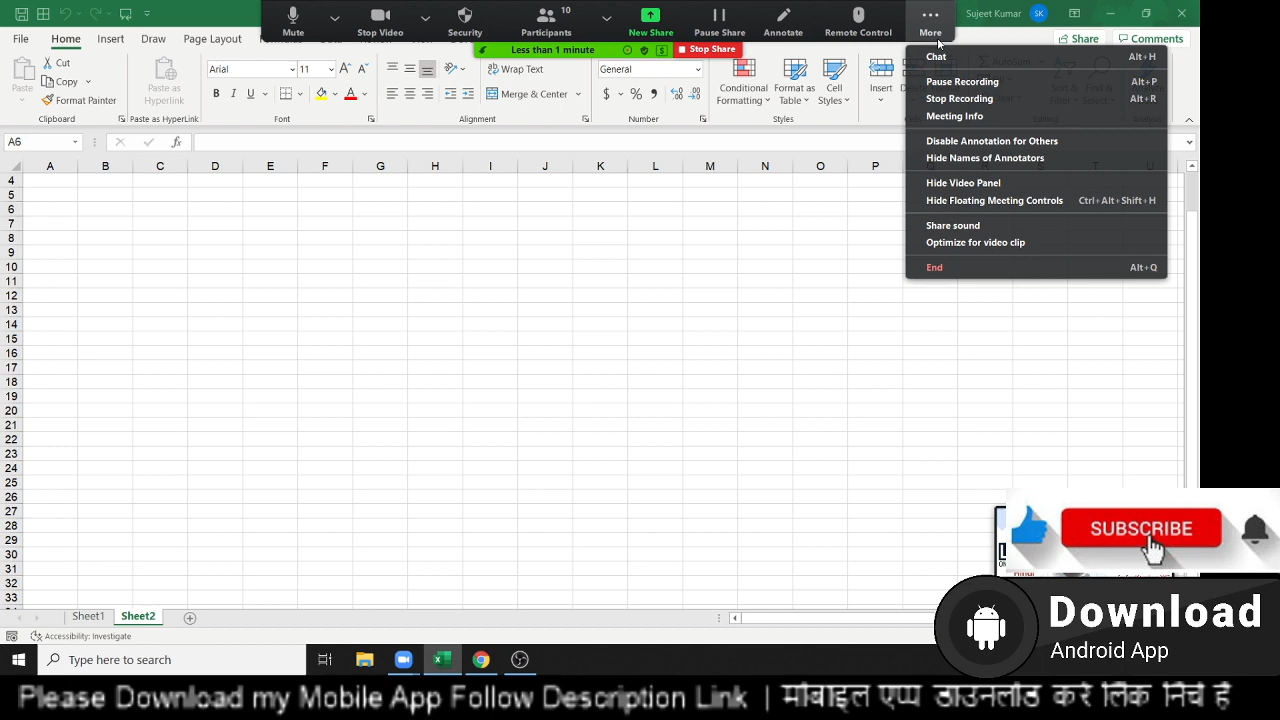 Mute
Stop Video
Security
Participants
10
New Share
Pause Share
Annotate
Remote Control
More
Sujeet Kumar
SK
Less than 1 minute
Stop Share
File
Home
Insert
Draw
Page Layout
Share
Comments
Cut
Copy
Format Painter
Paste
Clipboard
Paste as
Hyperlink
Paste as HyperLink
Arial
11
B I U
Font
Wrap Text
Merge & Center
Alignment
General
$ % ,
Number
Conditional
Formatting
Format as
Table
Cell
Styles
Styles
Insert
Chat Alt+H
Pause Recording Alt+P
Stop Recording Alt+R
Meeting Info
Disable Annotation for Others
Hide Names of Annotators
Hide Video Panel
Hide Floating Meeting Controls Ctrl+Alt+Shift+H
Share sound
Optimize for video clip
End Alt+Q
A6
fx
A B C D E F G H I J K L M N O P Q R S T U
4
5
6
7
8
9
10
11
12
13
14
15
16
17
18
19
20
21
22
23
24
25
26
27
28
29
30
31
32
33
SUBSCRIBE
Download
Android App
Sheet1
Sheet2
Accessibility: Investigate
Type here to search
Please Download my Mobile App Follow Description Link | मोबाइल एप्प डाउनलोड करे लिंक निचे है